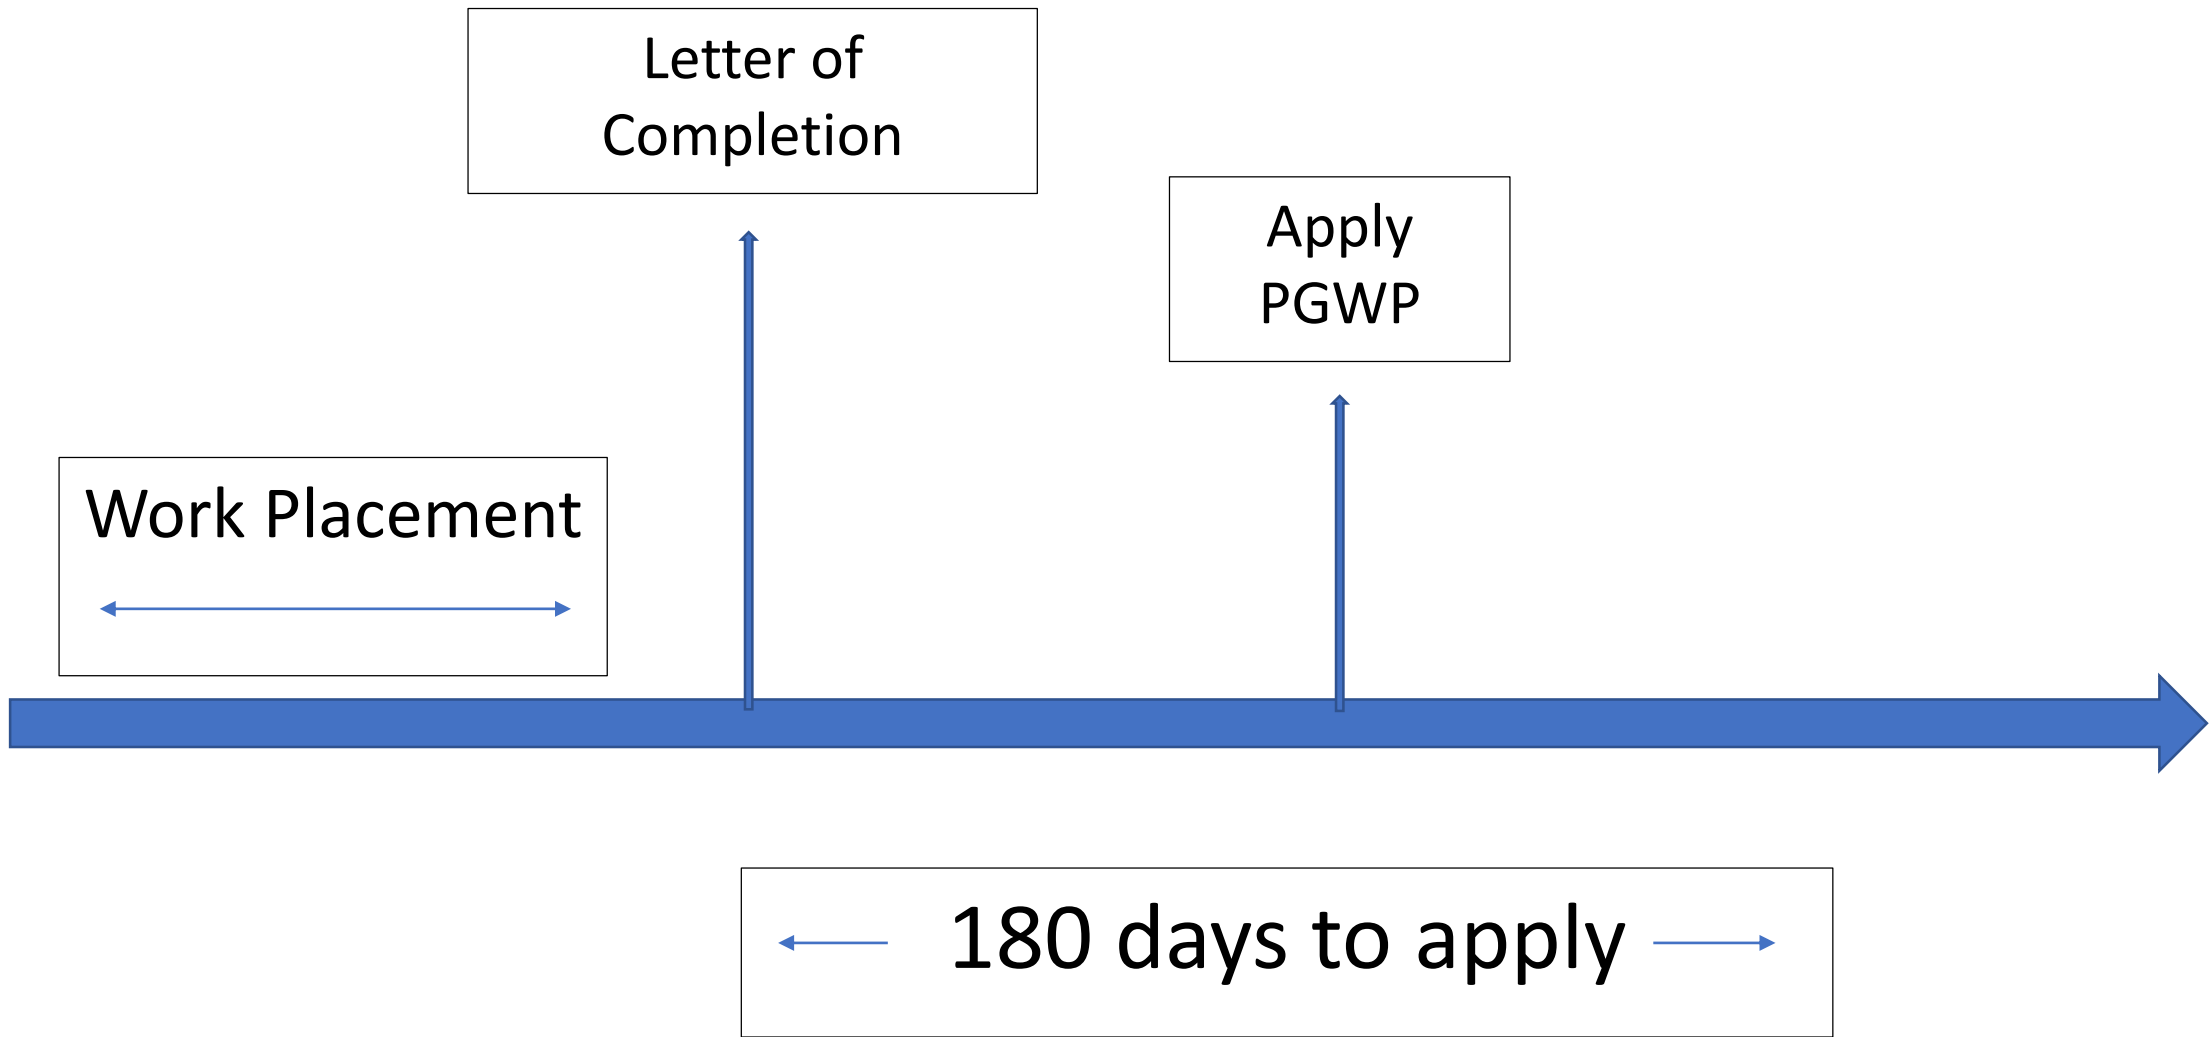 Letter of
Completion
Apply
PGWP
Work Placement
180 days to apply